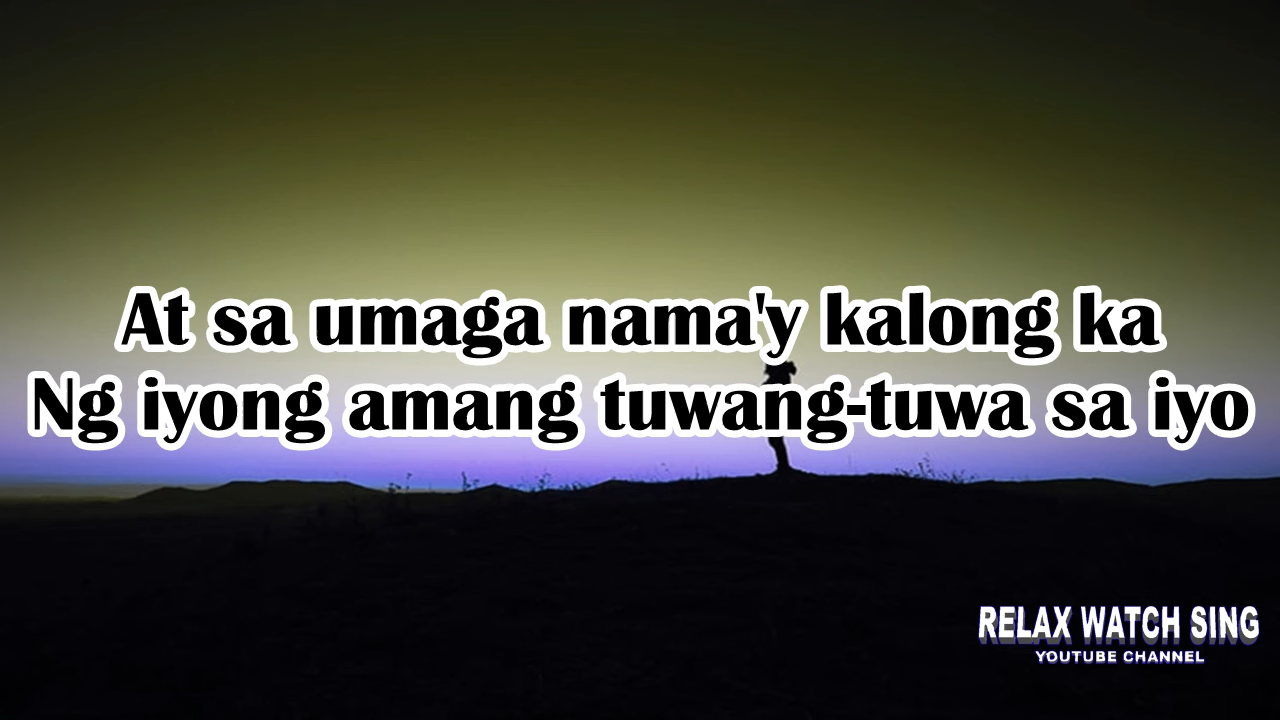 At sa umaga nama'y kalong ka
Ng iyong amang tuwang-tuwa sa iyo
RELAX WATCH SING
YOUTUBE CHANNEL